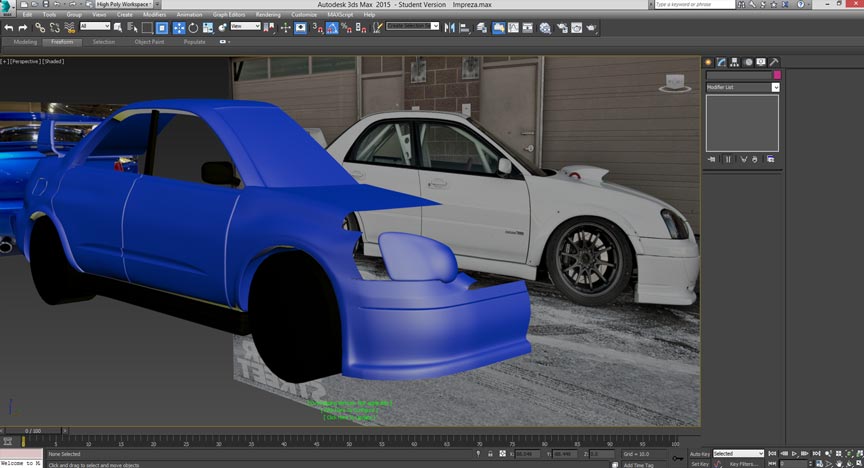 High Poly Workspace
Autodesk 3ds Max 2015 - Student Version Impreza.max
Type a keyword or phrase
Edit Tools Group Views Create Modifiers Animation Graph Editors Rendering Customize MAXScript Help
All
View
Create Selection Se
Modeling Freeform Selection Object Paint Populate
[+][Perspective][Shaded]
Modifier List
STREET
0 / 100
0 5 10 15 20 25 30 35 40 45 50 55 60 65 70 75 80 85 90 95 100
None Selected
X: Y: Z:
Grid = 10.0
Auto Key Selected
Welcome to M
Click and drag to select and move objects
Add Time Tag
Set Key Key Filters...
0